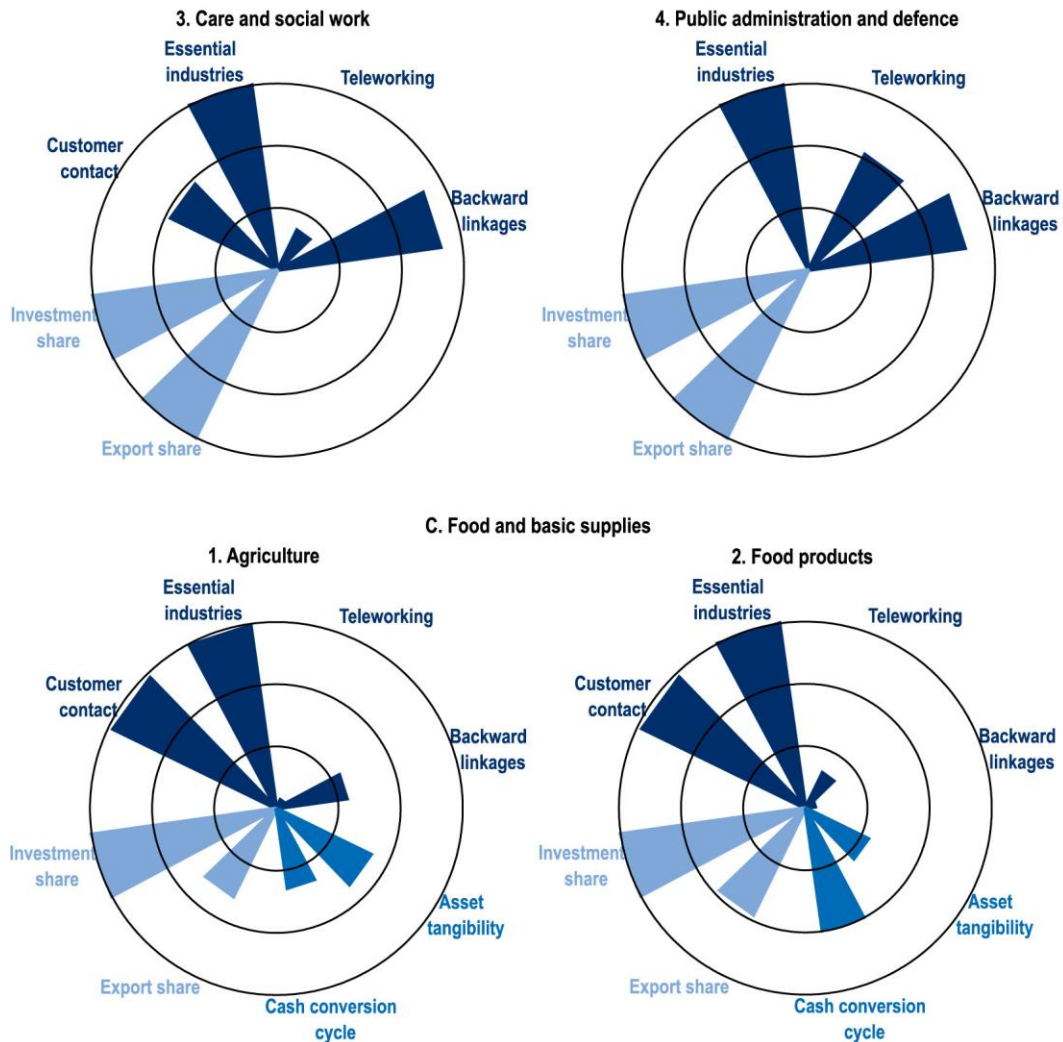 3. Care and social work
Essential
industries
Teleworking
Customer
contact
Backward
linkages
Investment
share
Export share
4. Public administration and defence
Essential
industries
Teleworking
Backward
linkages
Investment
share
Export share
C. Food and basic supplies
1. Agriculture
Essential
industries
Teleworking
Customer
contact
Backward
linkages
Investment
share
Asset
tangibility
Export share
Cash conversion
cycle
2. Food products
Essential
industries
Teleworking
Customer
contact
Backward
linkages
Investment
share
Asset
tangibility
Export share
Cash conversion
cycle